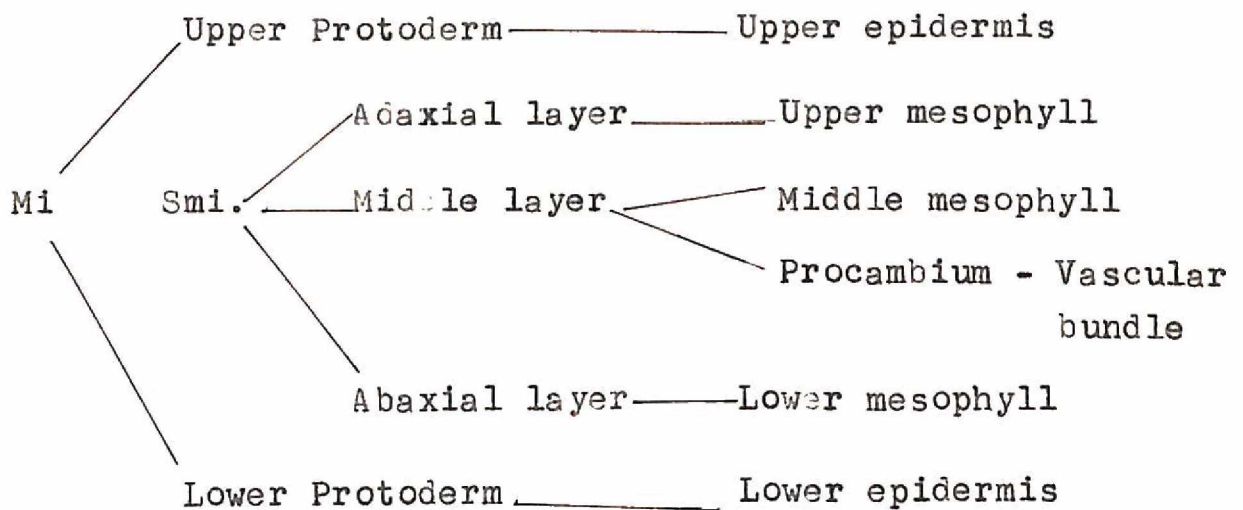 Upper Protoderm Upper epidermis
Adaxial layer Upper mesophyll
Mi Smi. Middle layer Middle mesophyll
Procambium - Vascular
bundle
Abaxial layer Lower mesophyll
Lower Protoderm Lower epidermis